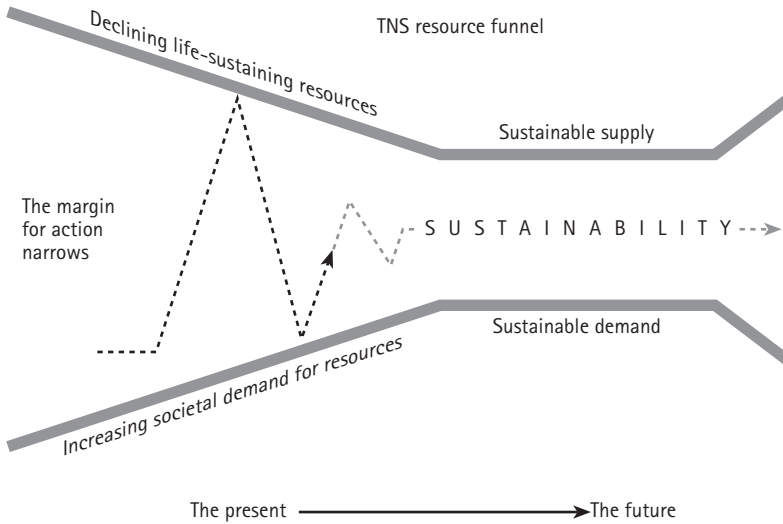 TNS resource funnel
Declining life-sustaining resources
Sustainable supply
The margin
for action
narrows
SUSTAINABILITY
Sustainable demand
Increasing societal demand for resources
The present
The future